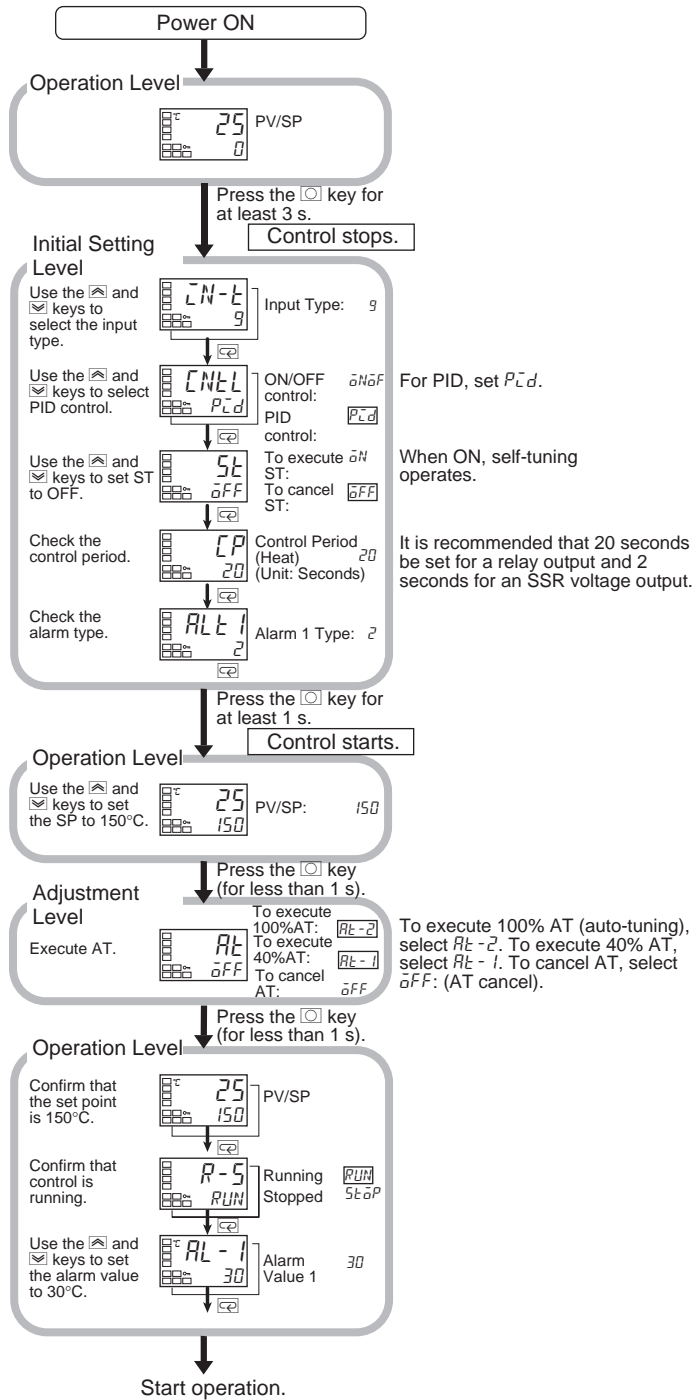 Power ON
Operation Level
25 PV/SP
0
Press the key for
at least 3 s.
Control stops.
Initial Setting
Level
Use the and
keys to
select the input
type.
IN-t
9
Input Type: 9
Use the and
keys to select
PID control.
CNtL
PId
ON/OFF
control:
oNoF
PID
control:
PId
For PID, set PId.
Use the and
keys to set ST
to OFF.
St
oFF
To execute
ST:
oN
To cancel
ST:
oFF
When ON, self-tuning
operates.
Check the
control period.
CP
20
Control Period
(Heat)
(Unit: Seconds)
20
It is recommended that 20 seconds
be set for a relay output and 2
seconds for an SSR voltage output.
Check the
alarm type.
ALt1
2
Alarm 1 Type: 2
Press the key for
at least 1 s.
Control starts.
Operation Level
Use the and
keys to set
the SP to 150°C.
25
150
PV/SP: 150
Press the key
(for less than 1 s).
Adjustment
Level
Execute AT.
At
oFF
To execute
100%AT:
At-2
To execute
40%AT:
At-1
To cancel
AT:
oFF
To execute 100% AT (auto-tuning),
select At-2. To execute 40% AT,
select At-1. To cancel AT, select
oFF: (AT cancel).
Press the key
(for less than 1 s).
Operation Level
Confirm that
the set point
is 150°C.
25
150
PV/SP
Confirm that
control is
running.
R-S
RUN
Running RUN
Stopped StoP
Use the and
keys to set
the alarm value
to 30°C.
AL-1
30
Alarm
Value 1
30
Start operation.